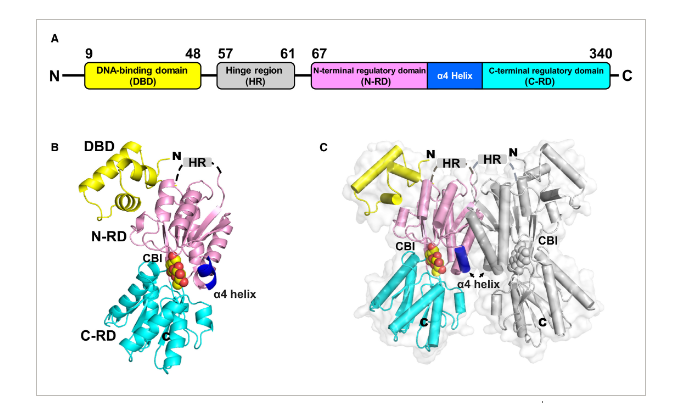 A
9 48 57 61 67 340
N DNA-binding domain Hinge region N-terminal regulatory domain α4 Helix C-terminal regulatory domain C
(DBD) (HR) (N-RD) (C-RD)
B
DBD N HR
N-RD
CBI
α4 helix
C-RD C
C
HR HR N
CBI CBI
α4 helix
C C